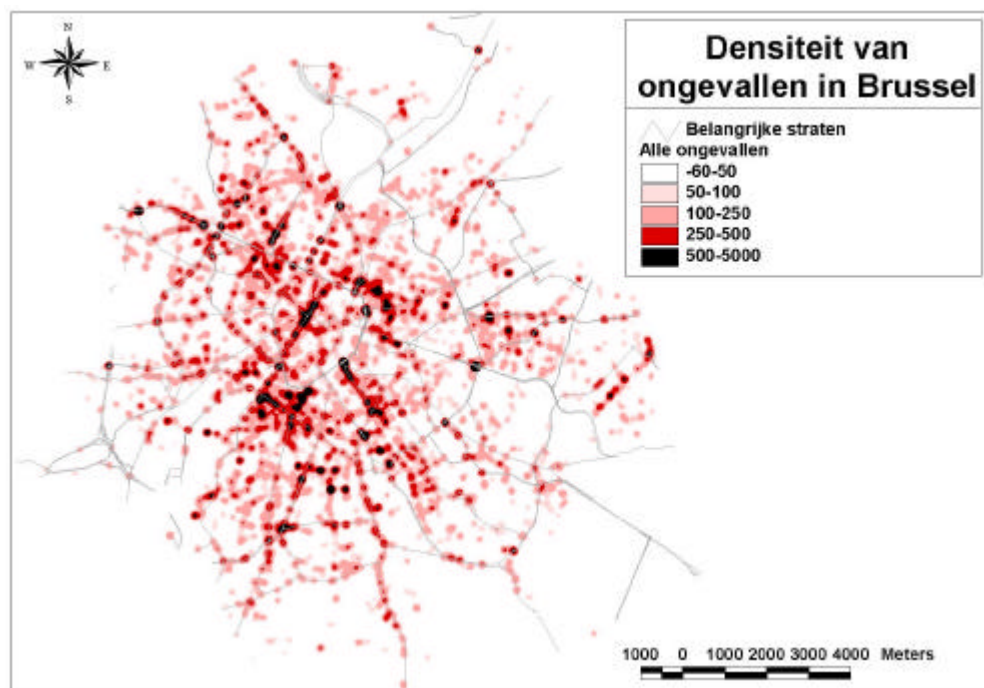 N
W E
S
Densiteit van
ongevallen in Brussel
Belangrijke straten
Alle ongevallen
-60-50
50-100
100-250
250-500
500-5000
1000 0 1000 2000 3000 4000 Meters